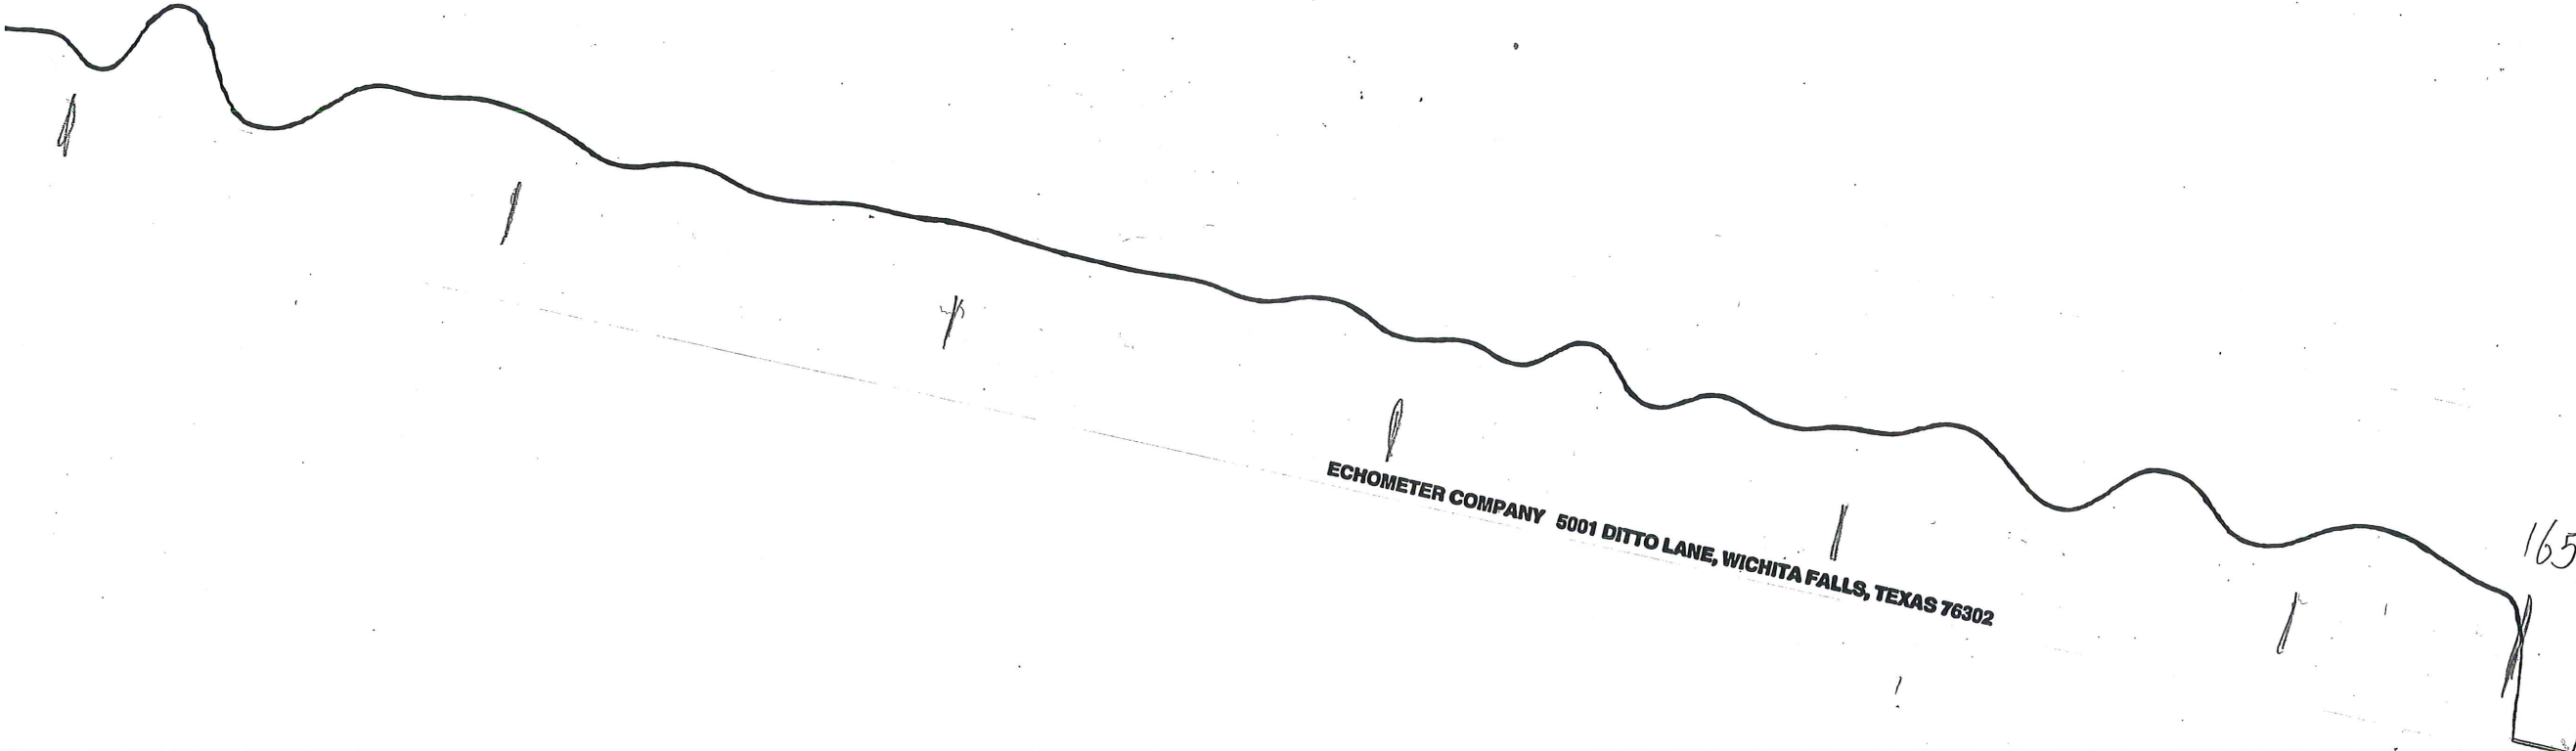 165
ECHOMETER COMPANY 5001 DITTO LANE, WICHITA FALLS, TEXAS 76302